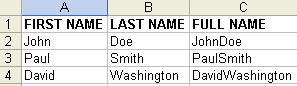 A B C
1 FIRST NAME LAST NAME FULL NAME
2 John Doe JohnDoe
3 Paul Smith PaulSmith
4 David Washington DavidWashington